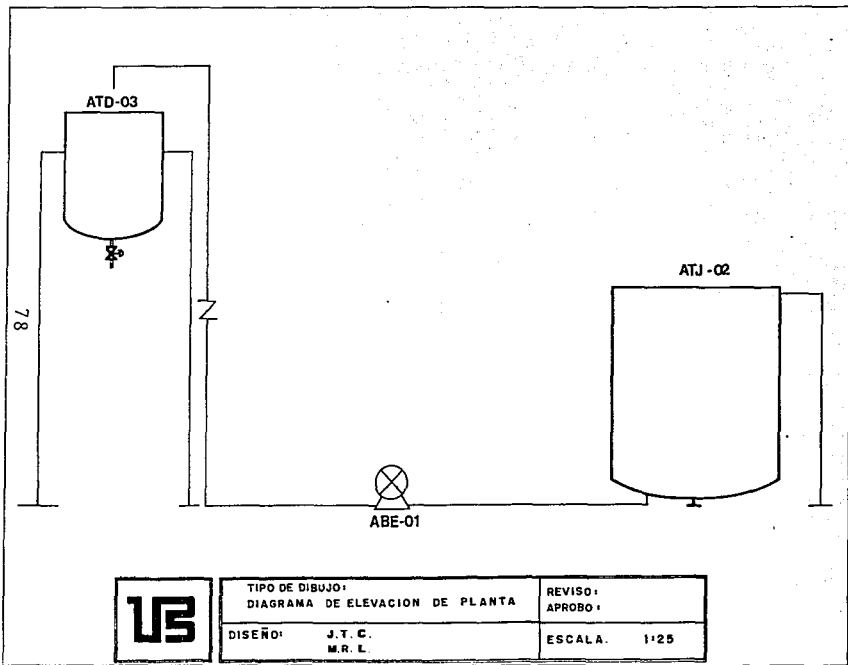 ATD-03
ATJ-02
78
ABE-01
TIPO DE DIBUJO:
DIAGRAMA DE ELEVACION DE PLANTA
REVISO:
APROBO:
DISEÑO: J.T.C.
M.R.L.
ESCALA. 1:25